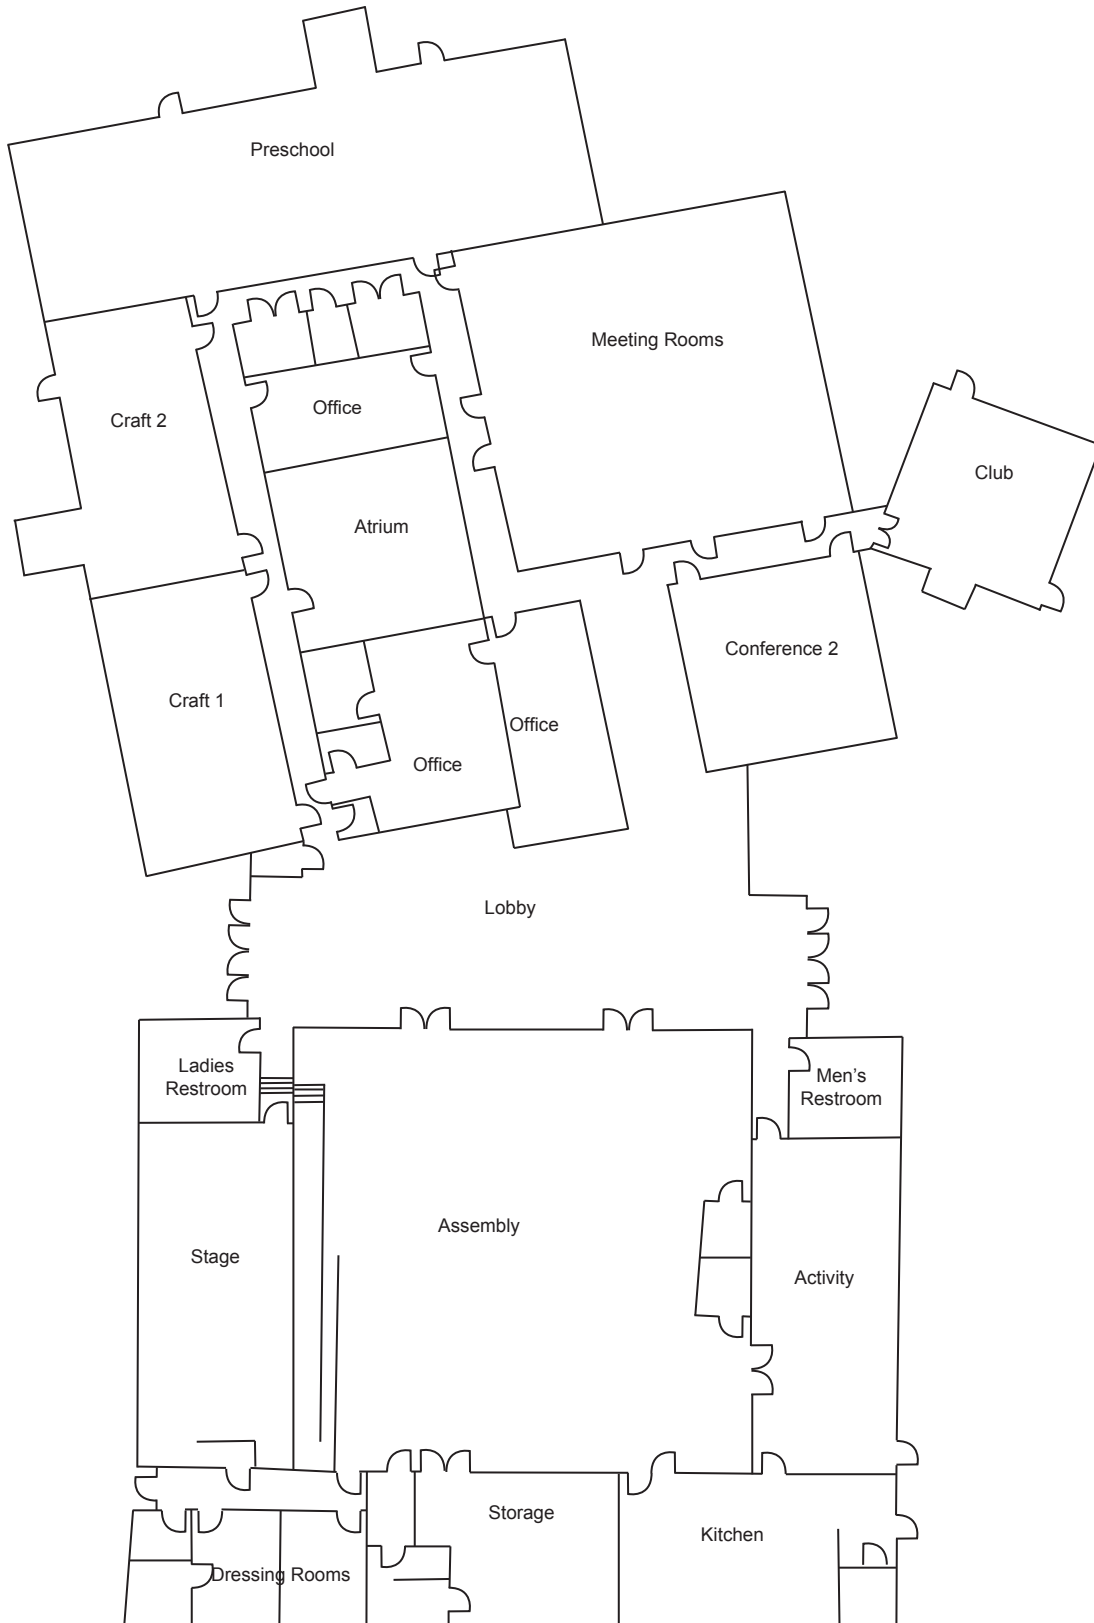 Preschool
Meeting Rooms
Office
Craft 2
Club
Atrium
Conference 2
Craft 1
Office
Office
Lobby
Ladies
Restroom
Men's
Restroom
Assembly
Stage
Activity
Storage
Kitchen
Dressing Rooms